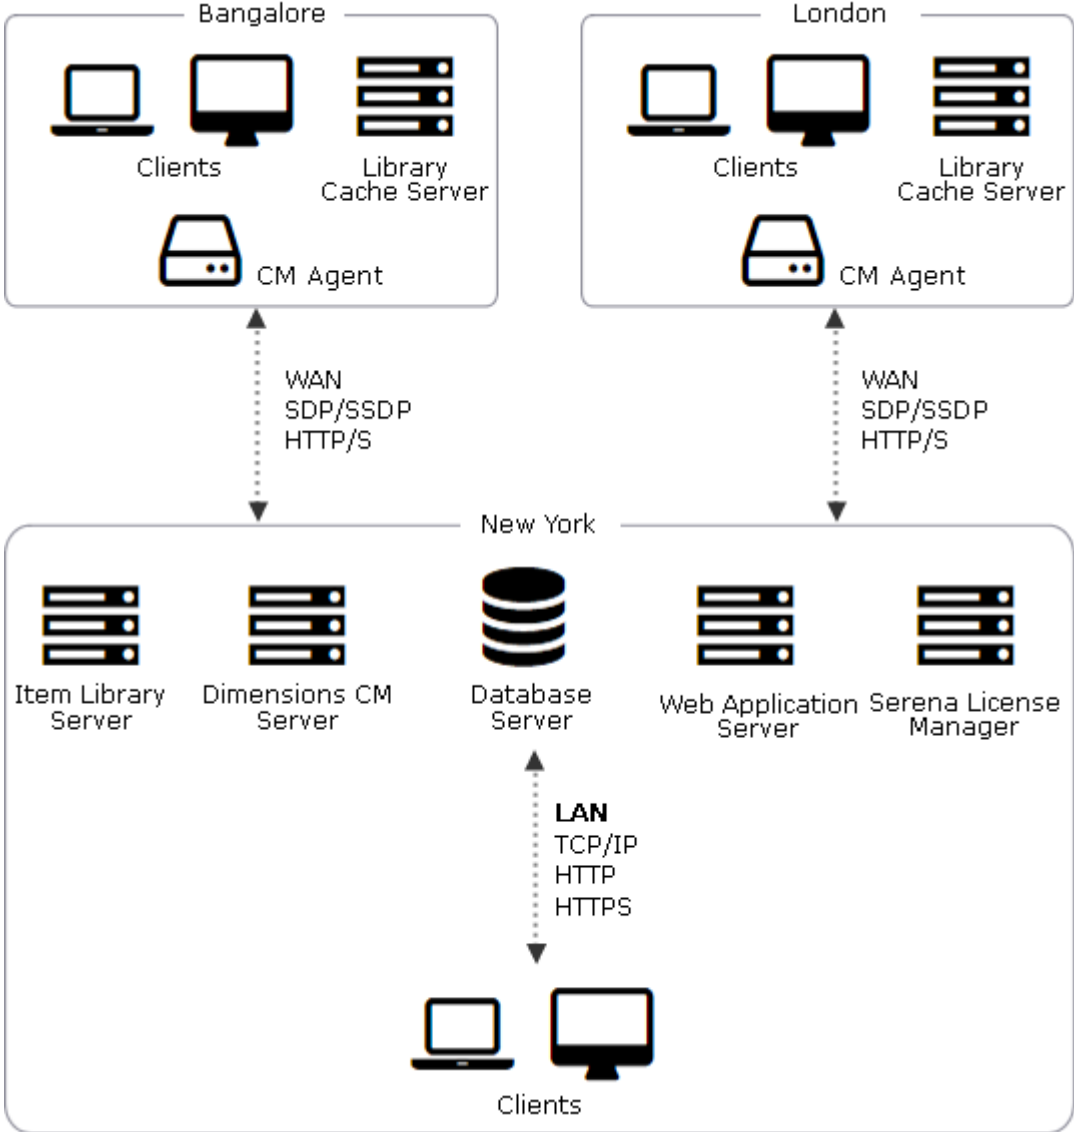 Bangalore
London
Clients
Library
Cache Server
CM Agent
Clients
Library
Cache Server
CM Agent
WAN
SDP/SSDP
HTTP/S
WAN
SDP/SSDP
HTTP/S
New York
Item Library
Server
Dimensions CM
Server
Database
Server
Web Application
Server
Serena License
Manager
LAN
TCP/IP
HTTP
HTTPS
Clients